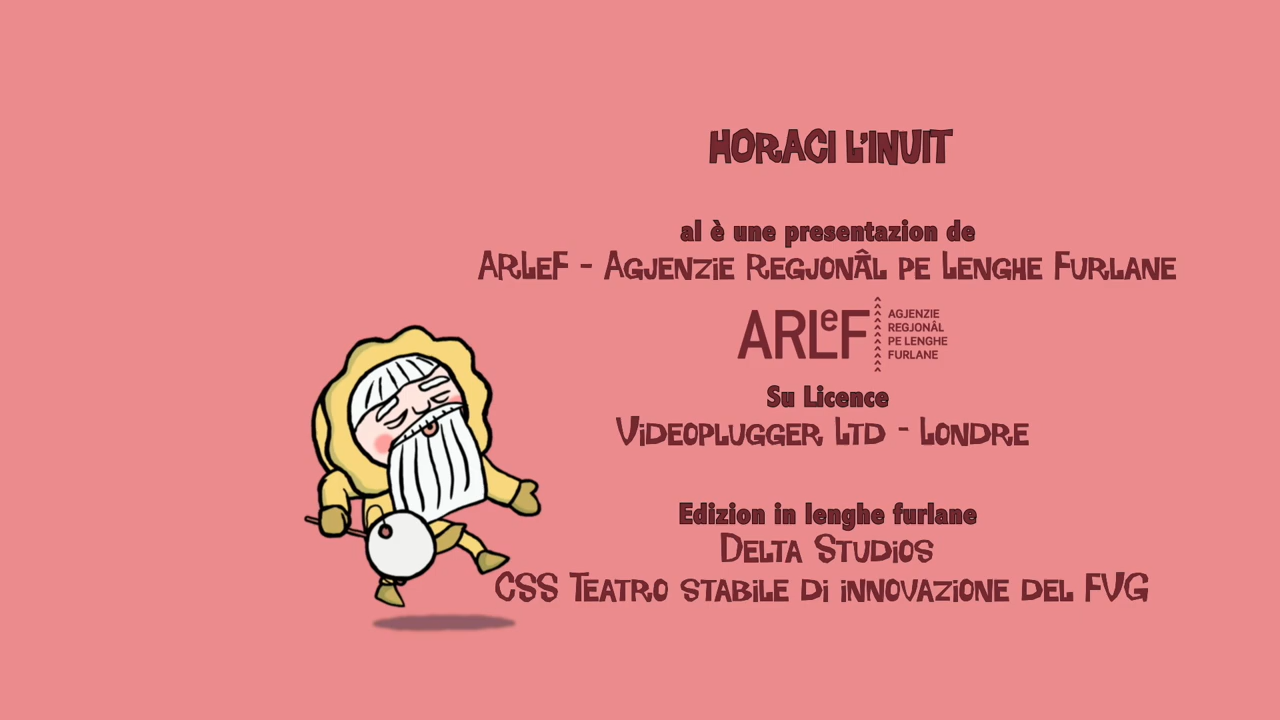 HORACI L'INUIT
al è une presentazion de
ARLeF - Agjenzie Regjonâl pe Lenghe Furlane
ARLeF
AGJENZIE
REGJONÂL
PE LENGHE
FURLANE
Su Licence
Videoplugger Ltd - Londre
Edizion in lenghe furlane
Delta Studios
CSS Teatro stabile di innovazione del FVG